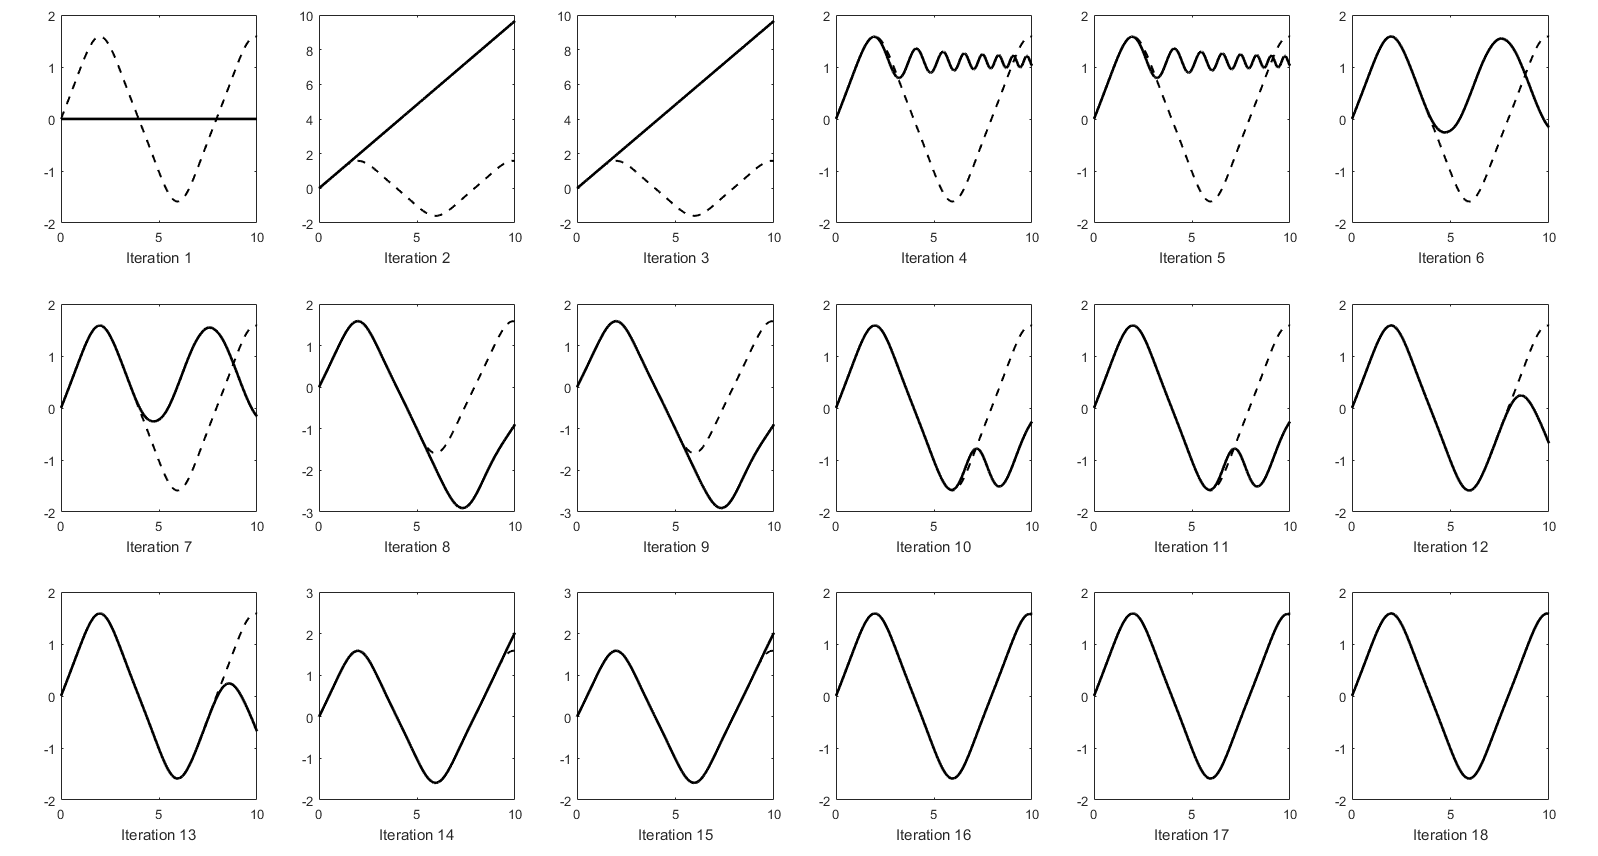 2 10 10 2 2 2
1 8 8 1 1 1
0 6 6 0 0 0
-1 4 4 -1 -1 -1
-2 2 2 -2 -2 -2
0 0
-2 -2
0 5 10 0 5 10 0 5 10 0 5 10 0 5 10 0 5 10
Iteration 1 Iteration 2 Iteration 3 Iteration 4 Iteration 5 Iteration 6
2 2 2 2 2 2
1 1 1 1 1 1
0 0 0 0 0 0
-1 -1 -1 -1 -1 -1
-2 -2 -2 -2 -2 -2
-3 -3
0 5 10 0 5 10 0 5 10 0 5 10 0 5 10 0 5 10
Iteration 7 Iteration 8 Iteration 9 Iteration 10 Iteration 11 Iteration 12
2 3 3 2 2 2
1 2 2 1 1 1
0 1 1 0 0 0
-1 0 0 -1 -1 -1
-2 -1 -1 -2 -2 -2
-2 -2
0 5 10 0 5 10 0 5 10 0 5 10 0 5 10 0 5 10
Iteration 13 Iteration 14 Iteration 15 Iteration 16 Iteration 17 Iteration 18